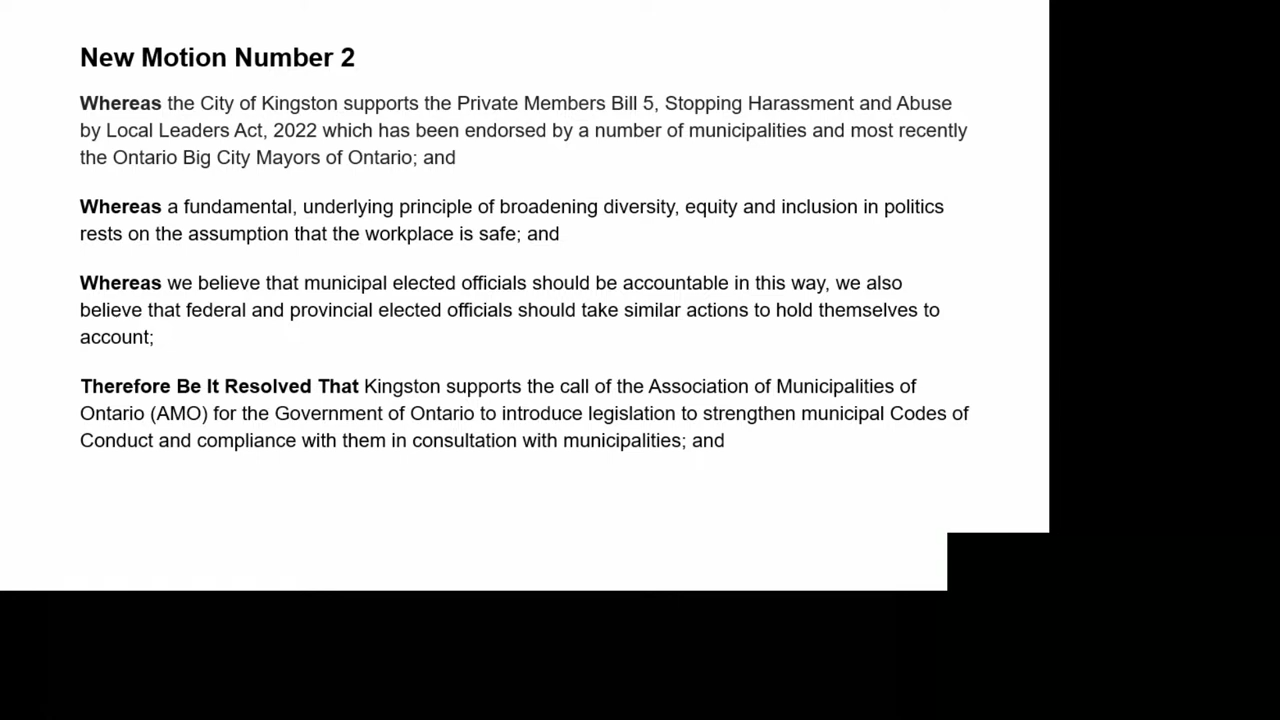 New Motion Number 2
Whereas the City of Kingston supports the Private Members Bill 5, Stopping Harassment and Abuse
by Local Leaders Act, 2022 which has been endorsed by a number of municipalities and most recently
the Ontario Big City Mayors of Ontario; and
Whereas a fundamental, underlying principle of broadening diversity, equity and inclusion in politics
rests on the assumption that the workplace is safe; and
Whereas we believe that municipal elected officials should be accountable in this way, we also
believe that federal and provincial elected officials should take similar actions to hold themselves to
account;
Therefore Be It Resolved That Kingston supports the call of the Association of Municipalities of
Ontario (AMO) for the Government of Ontario to introduce legislation to strengthen municipal Codes of
Conduct and compliance with them in consultation with municipalities; and